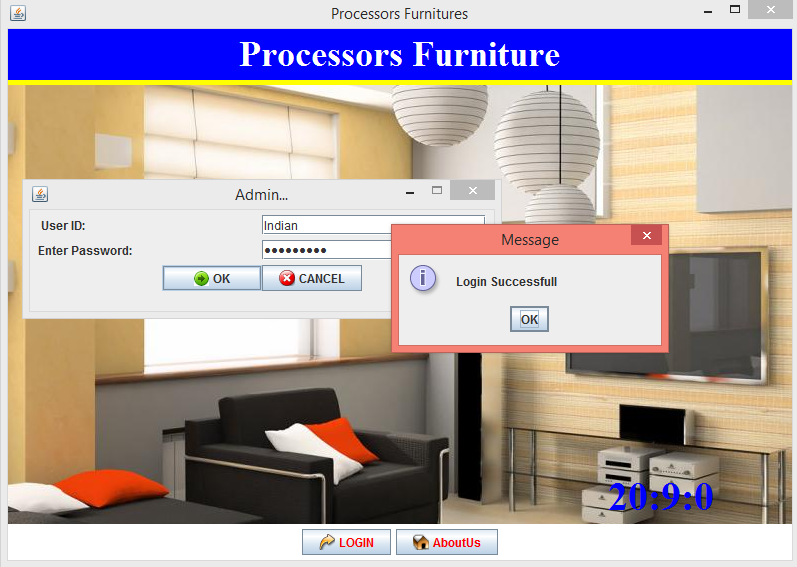 Processors Furnitures
Processors Furniture
Admin...
User ID:
Indian
Enter Password:
•••••••••
OK
CANCEL
Message
Login Successfull
OK
20:9:0
LOGIN
AboutUs